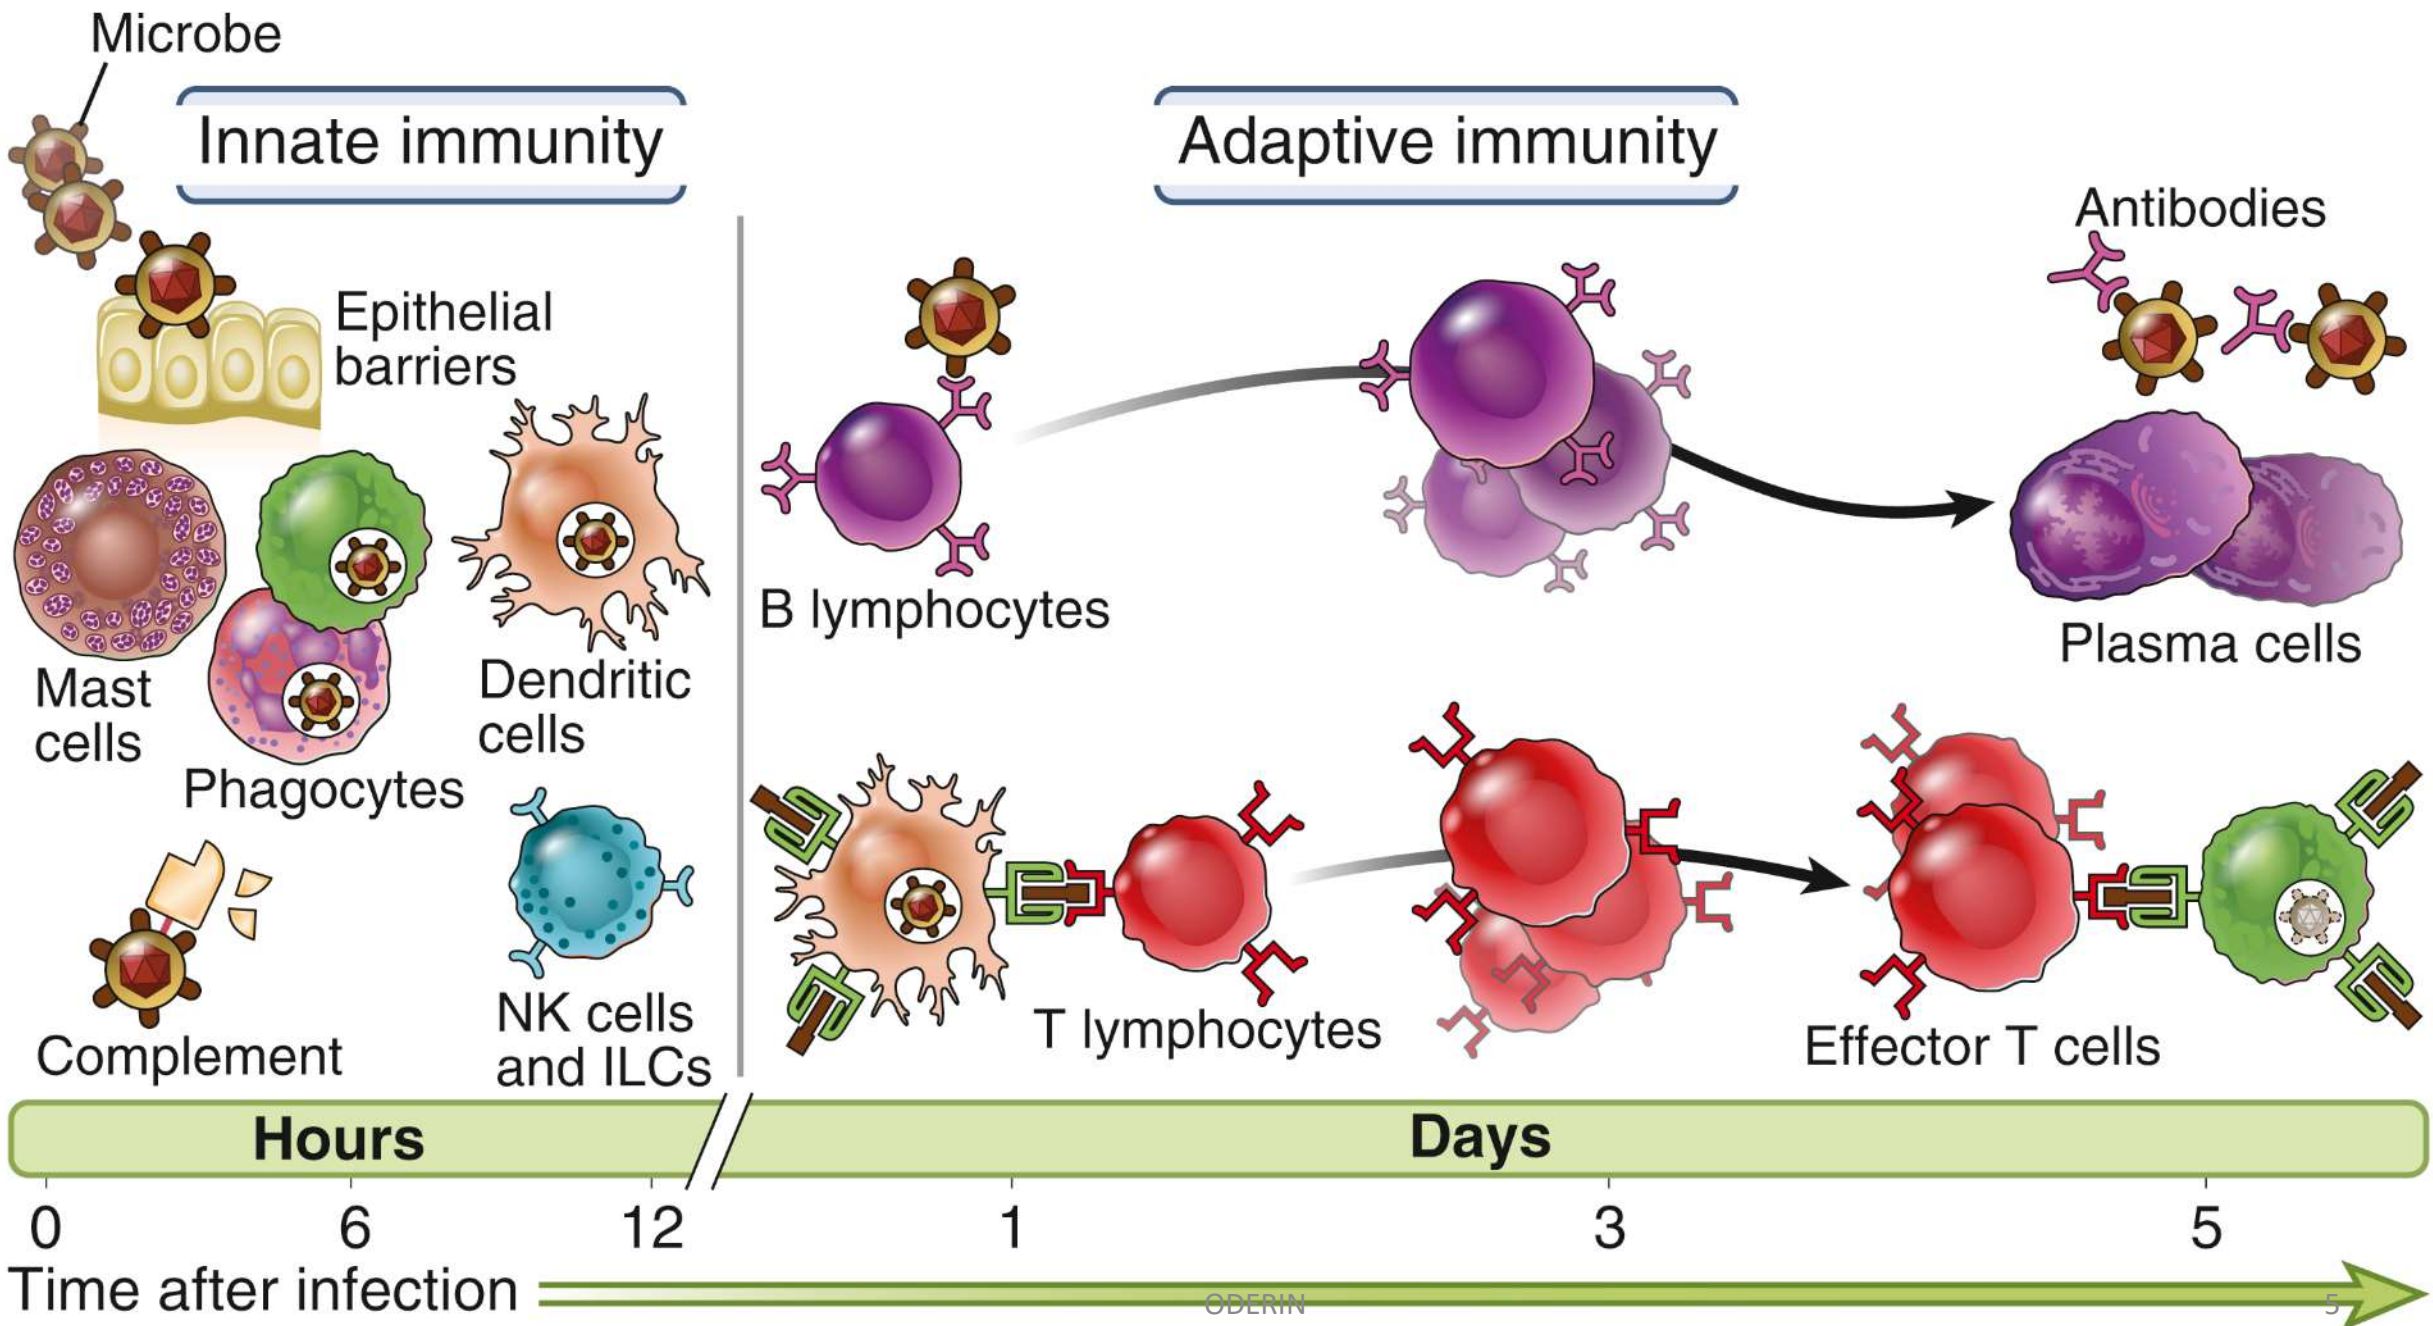 Microbe
Innate immunity
Adaptive immunity
Antibodies
Epithelial
barriers
B lymphocytes
Plasma cells
Mast
cells
Dendritic
cells
Phagocytes
NK cells
and ILCs
Complement
T lymphocytes
Effector T cells
Hours
Days
0
6
12
1
3
5
Time after infection
ODERIN
5